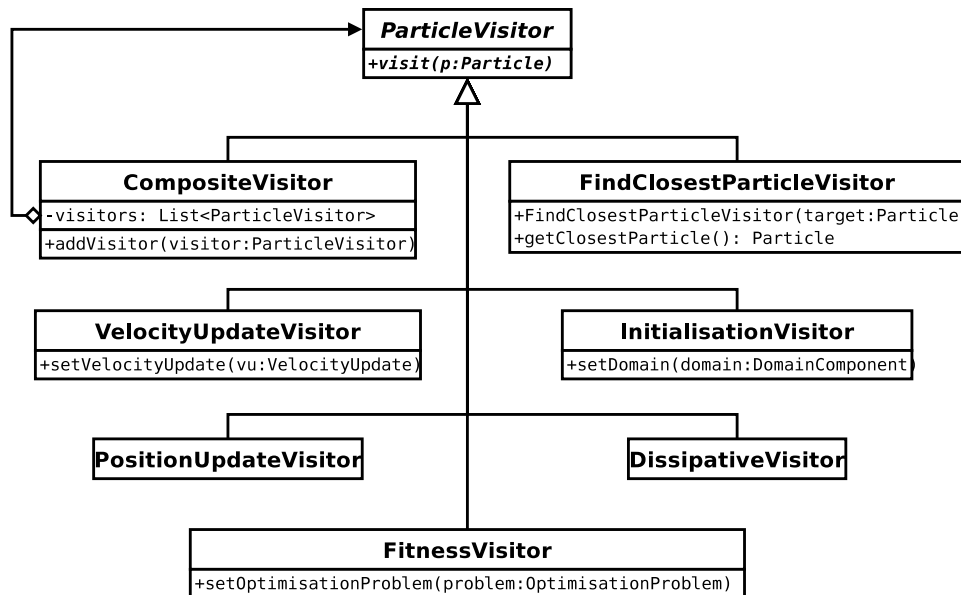 ParticleVisitor
+visit(p:Particle)
CompositeVisitor
-visitors: List<ParticleVisitor>
+addVisitor(visitor:ParticleVisitor)
FindClosestParticleVisitor
+FindClosestParticleVisitor(target:Particle
+getClosestParticle(): Particle
VelocityUpdateVisitor
+setVelocityUpdate(vu:VelocityUpdate)
InitialisationVisitor
+setDomain(domain:DomainComponent)
PositionUpdateVisitor
DissipativeVisitor
FitnessVisitor
+setOptimisationProblem(problem:OptimisationProblem)